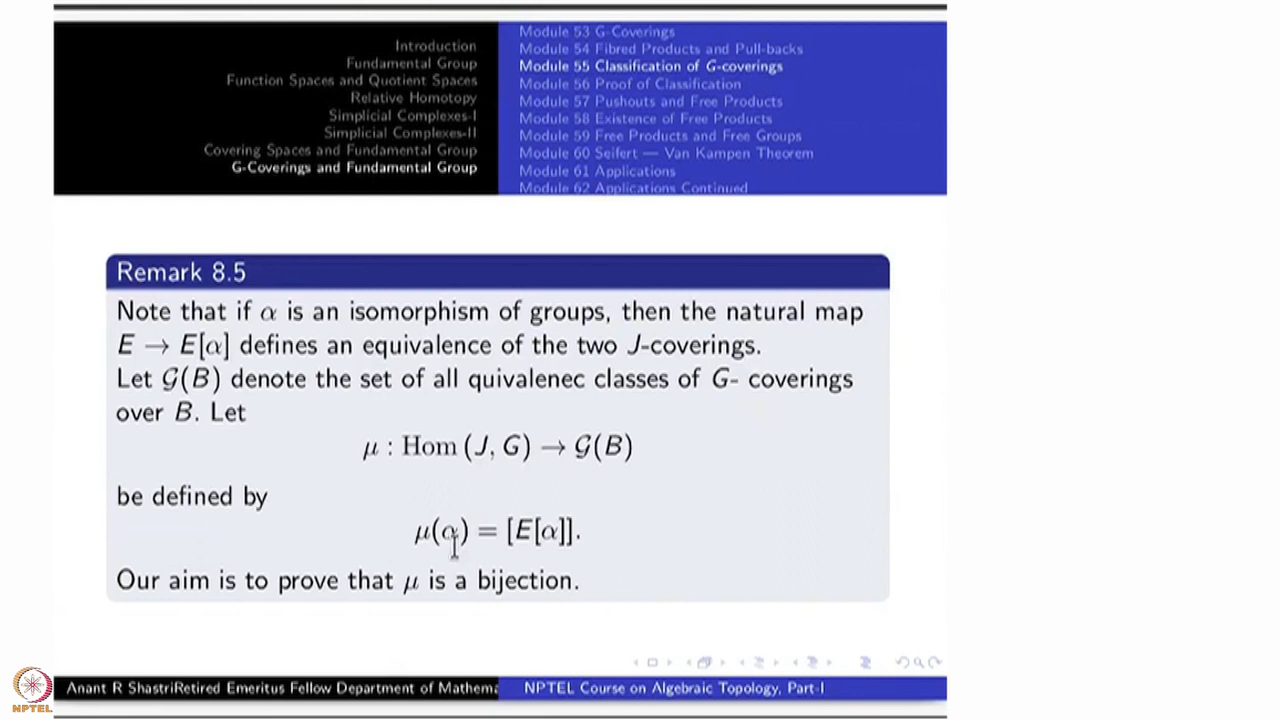 Introduction
Fundamental Group
Function Spaces and Quotient Spaces
Relative Homotopy
Simplicial Complexes-I
Simplicial Complexes-II
Covering Spaces and Fundamental Group
G-Coverings and Fundamental Group
Module 53 G-Coverings
Module 54 Fibred Products and Pull-backs
Module 55 Classification of G-coverings
Module 56 Proof of Classification
Module 57 Pushouts and Free Products
Module 58 Existence of Free Products
Module 59 Free Products and Free Groups
Module 60 Seifert — Van Kampen Theorem
Module 61 Applications
Module 62 Applications Continued
Remark 8.5
Note that if α is an isomorphism of groups, then the natural map
E → E[α] defines an equivalence of the two J-coverings.
Let 𝒢(B) denote the set of all quivalenec classes of G- coverings
over B. Let
μ : Hom (J, G) → 𝒢(B)
be defined by
μ(α) = [E[α]].
Our aim is to prove that μ is a bijection.
NPTEL
Anant R ShastriRetired Emeritus Fellow Department of Mathema
NPTEL Course on Algebraic Topology, Part-I